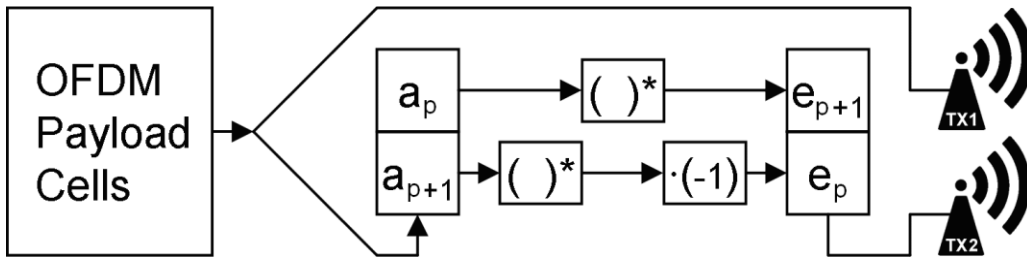 OFDM
Payload
Cells
a_p
( )*
e_{p+1}
a_{p+1}
( )*
·(-1)
e_p
TX1
TX2